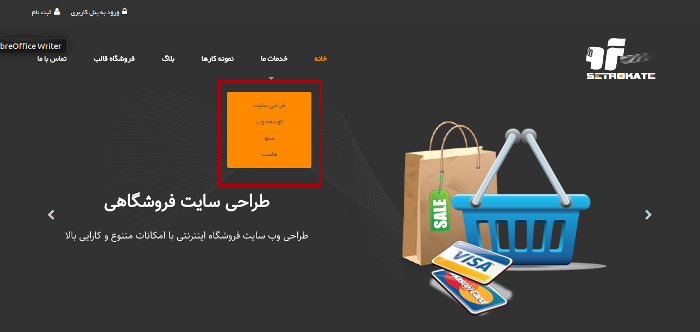 ورود به پنل کاربری
ثبت نام
breOffice Writer
خانه
خدمات ما
نمونه کارها
بلاگ
فروشگاه قالب
تماس با ما
SETROKATE
طراحی سایت
توسعه وب
سئو
هاست
طراحی سایت فروشگاهی
طراحی وب سایت فروشگاه اینترنتی با امکانات متنوع و کارایی بالا
SALE
VISA
MasterCard